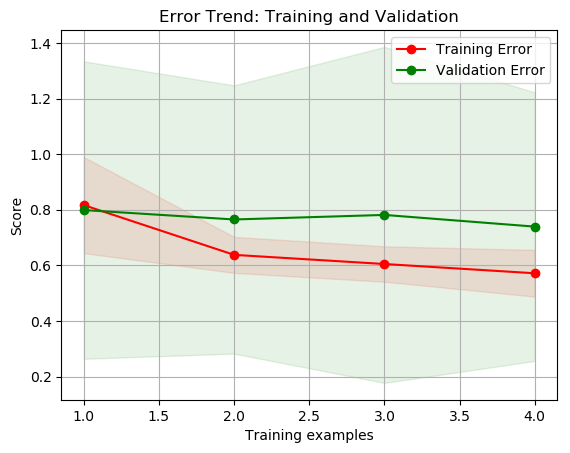 Error Trend: Training and Validation
Training Error
Validation Error
Score
1.4
1.2
1.0
0.8
0.6
0.4
0.2
1.0
1.5
2.0
2.5
3.0
3.5
4.0
Training examples